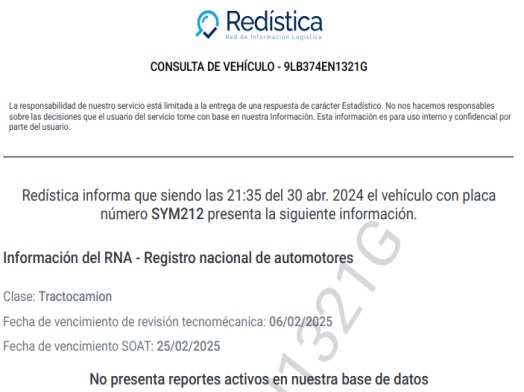 Redística
Red de Información Logística
CONSULTA DE VEHÍCULO - 9LB374EN1321G
La responsabilidad de nuestro servicio está limitada a la entrega de una respuesta de carácter Estadístico. No nos hacemos responsables
sobre las decisiones que el usuario del servicio tome con base en nuestra Información. Esta información es para uso interno y confidencial por
parte del usuario.
Redística informa que siendo las 21:35 del 30 abr. 2024 el vehículo con placa
número SYM212 presenta la siguiente información.
Información del RNA - Registro nacional de automotores
Clase: Tractocamion
Fecha de vencimiento de revisión tecnomécanica: 06/02/2025
Fecha de vencimiento SOAT: 25/02/2025
No presenta reportes activos en nuestra base de datos
1321G